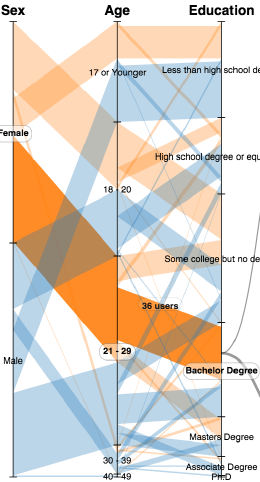 Sex Age Education
17 or Younger Less than high school de
Female
High school degree or equ
18 - 20
Some college but no de
36 users
21 - 29
Male
Bachelor Degree
Masters Degree
30 - 39 Associate Degree
40 - 49 Ph.D